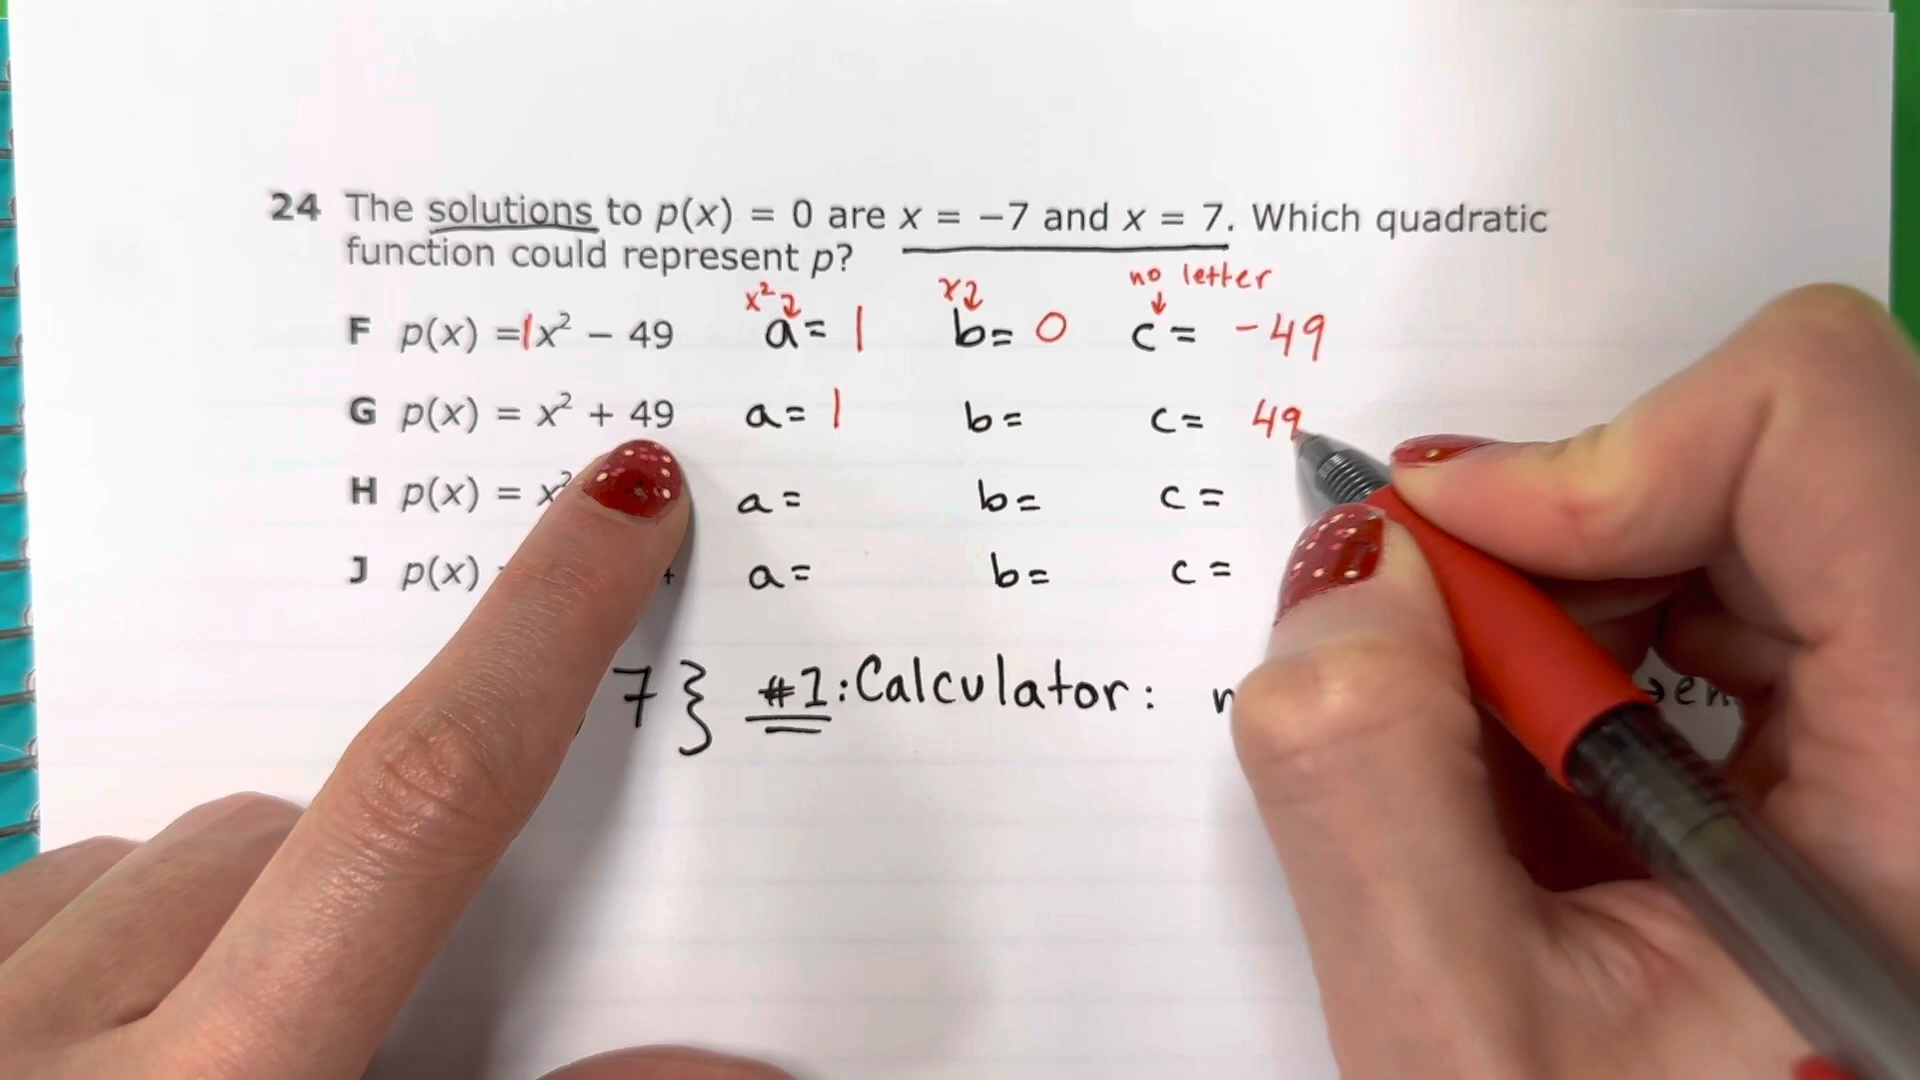 24 The solutions to p(x) = 0 are x = −7 and x = 7. Which quadratic
function could represent p?
no letter
x² x
F p(x) = 1x² − 49 a = 1 b = 0 c = -49
G p(x) = x² + 49 a = 1 b = c = 49
H p(x) = x² a = b = c =
J p(x) a = b = c =
7} #1: Calculator: